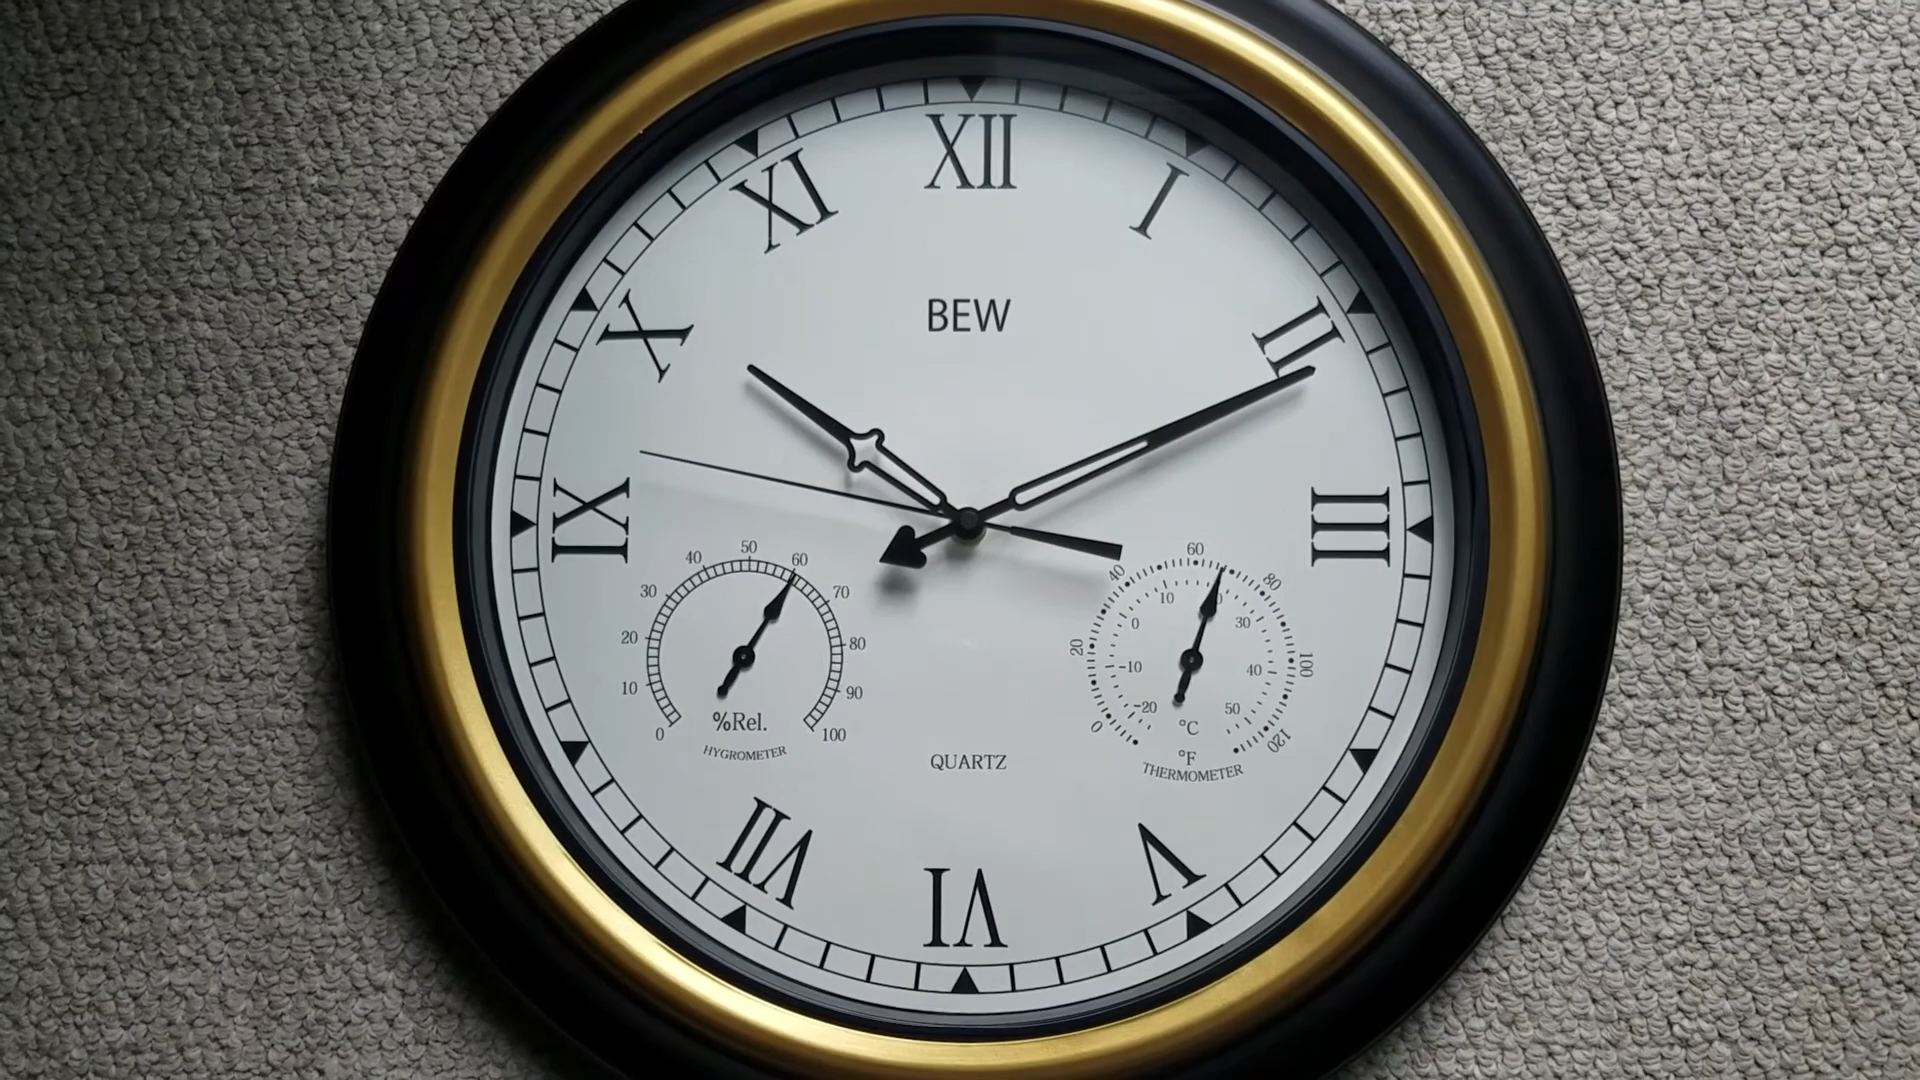 XII
XI
I
X
II
BEW
IX
III
0 10 20 30 40 50 60 70 80 90 100
%Rel.
HYGROMETER
0 20 40 60 80 100 120
-20 -10 0 10 30 40 50
°C
°F
THERMOMETER
QUARTZ
VII
V
VI